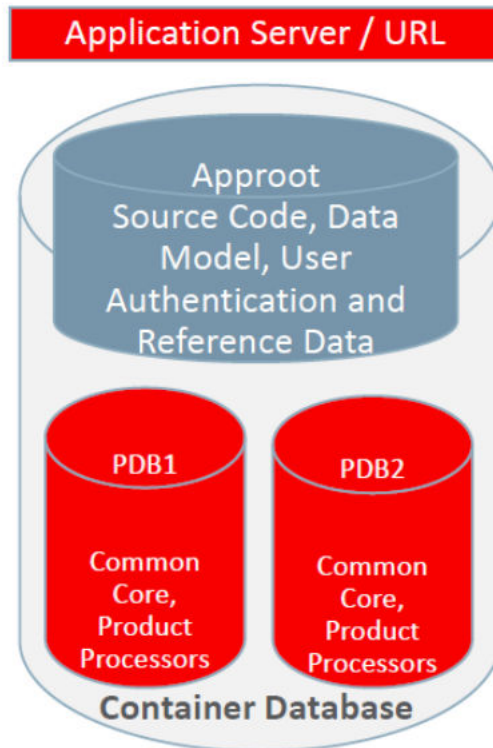 Application Server / URL
Approot
Source Code, Data
Model, User
Authentication and
Reference Data
PDB1
Common
Core,
Product
Processors
PDB2
Common
Core,
Product
Processors
Container Database